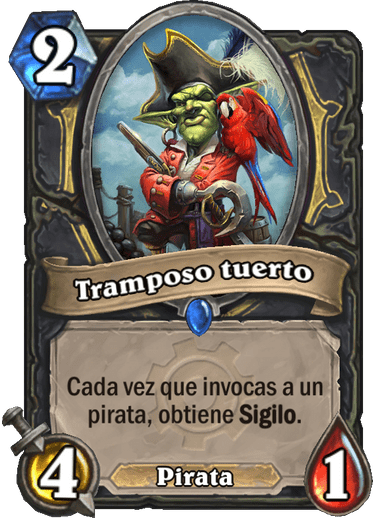 2
Tramposo tuerto
Cada vez que invocas a un
pirata, obtiene Sigilo.
4
Pirata
1